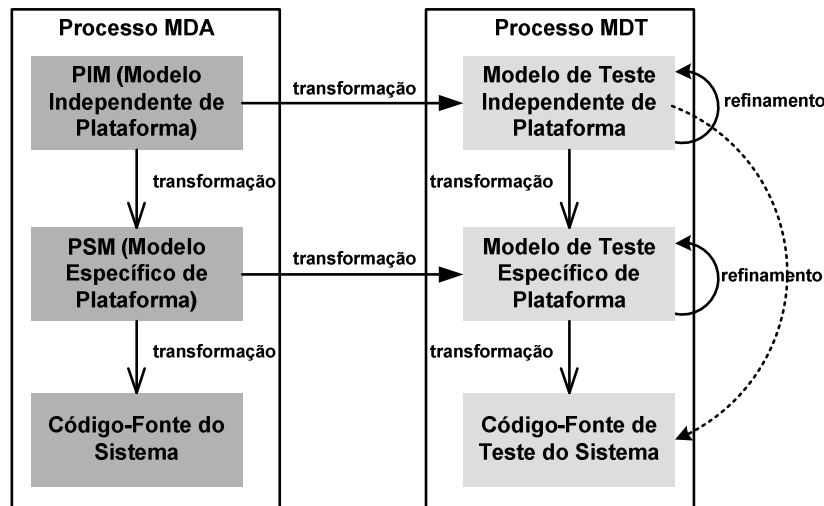 Processo MDA
Processo MDT
PIM (Modelo
Independente de
Plataforma)
transformação
Modelo de Teste
Independente de
Plataforma
refinamento
transformação
transformação
PSM (Modelo
Específico de
Plataforma)
transformação
Modelo de Teste
Específico de
Plataforma
refinamento
transformação
transformação
Código-Fonte do
Sistema
Código-Fonte de
Teste do Sistema